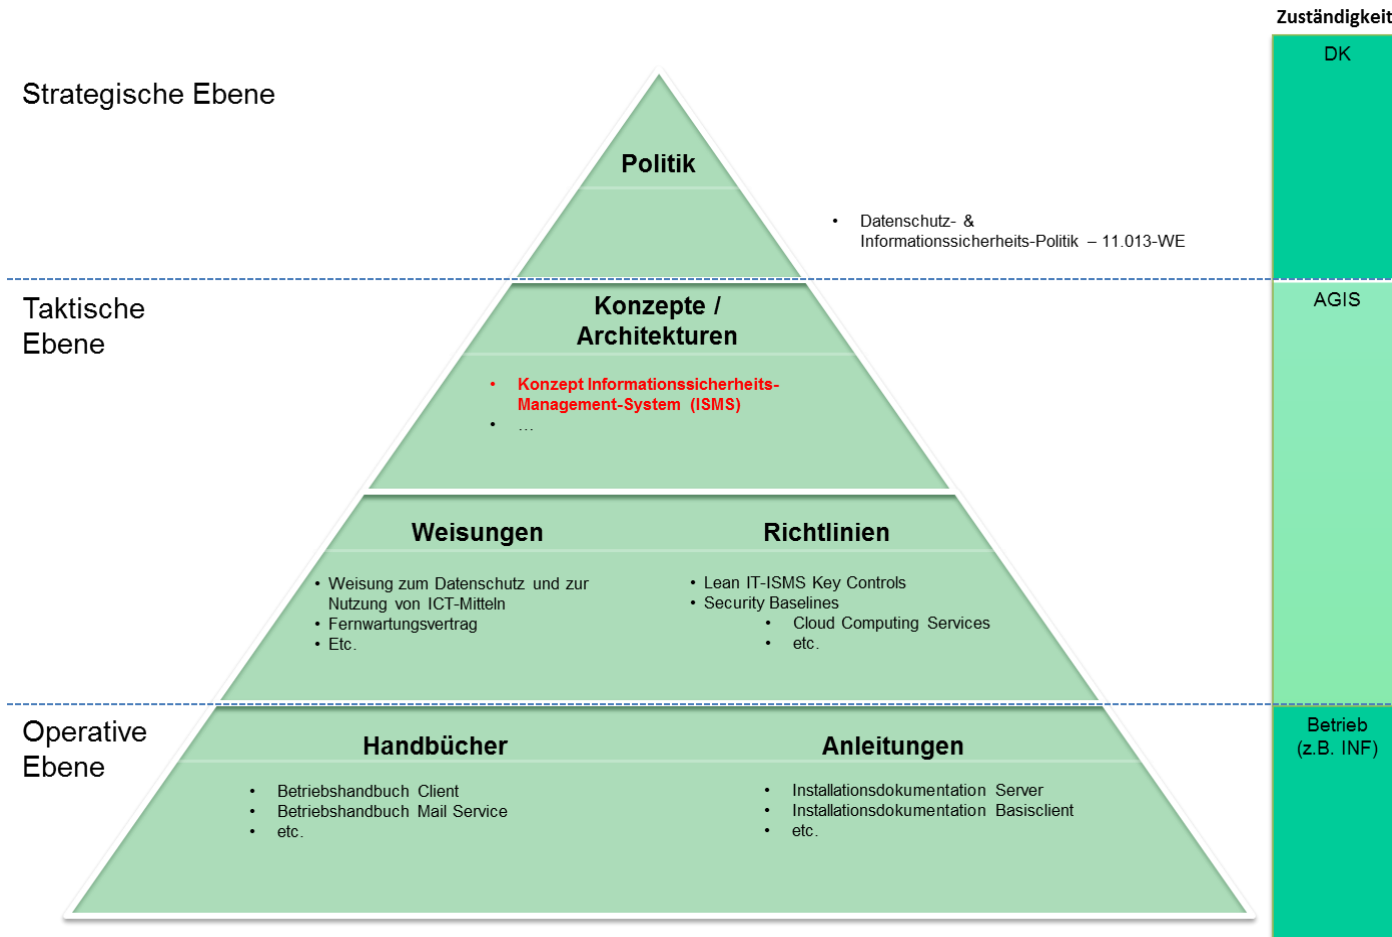 Zuständigkeit
DK
Strategische Ebene
Politik
• Datenschutz- &
Informationssicherheits-Politik – 11.013-WE
Taktische
Ebene
AGIS
Konzepte /
Architekturen
• Konzept Informationssicherheits-
Management-System (ISMS)
• ...
Weisungen
• Weisung zum Datenschutz und zur
Nutzung von ICT-Mitteln
• Fernwartungsvertrag
• Etc.
Richtlinien
• Lean IT-ISMS Key Controls
• Security Baselines
• Cloud Computing Services
• etc.
Operative
Ebene
Betrieb
(z.B. INF)
Handbücher
• Betriebshandbuch Client
• Betriebshandbuch Mail Service
• etc.
Anleitungen
• Installationsdokumentation Server
• Installationsdokumentation Basisclient
• etc.